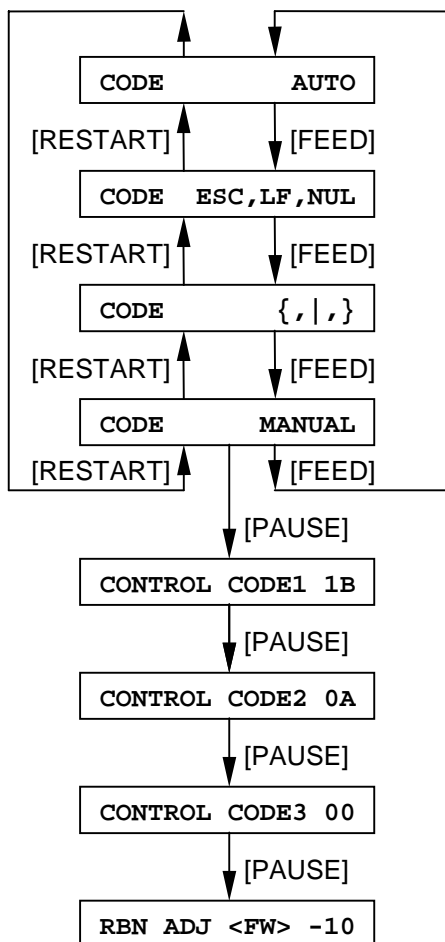 CODE AUTO
[RESTART] [FEED]
CODE ESC,LF,NUL
[RESTART] [FEED]
CODE {,|,}
[RESTART] [FEED]
CODE MANUAL
[RESTART] [FEED]
[PAUSE]
CONTROL CODE1 1B
[PAUSE]
CONTROL CODE2 0A
[PAUSE]
CONTROL CODE3 00
[PAUSE]
RBN ADJ <FW> -10